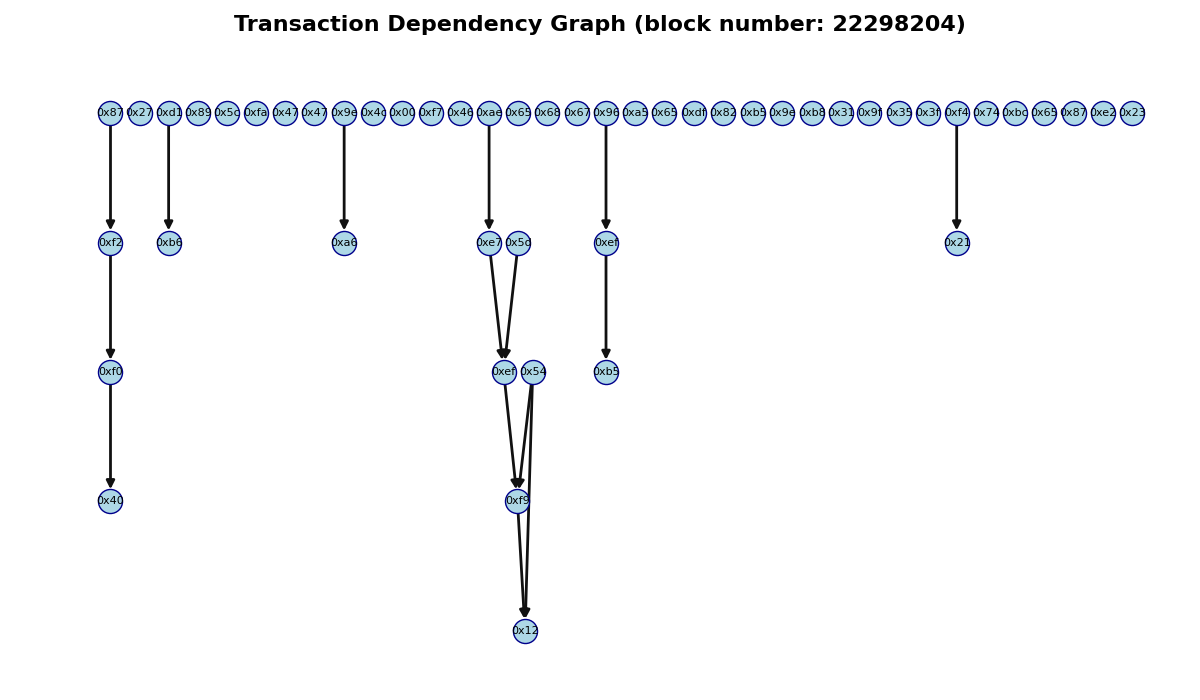 Transaction Dependency Graph (block number: 22298204)
0x87 0x27 0xd1 0x89 0x5c 0xfa 0x47 0x47 0x9e 0x4c 0x00 0xf7 0x46 0xae 0x65 0x68 0x67 0x96 0xa5 0x65 0xdf 0x82 0xb5 0x9e 0xb8 0x31 0x9f 0x35 0x3f 0xf4 0x74 0xbc 0x65 0x87 0xe2 0x23
0xf2 0xb6 0xa6 0xe7 0x5d 0xef 0x21
0xf0 0xef 0x54 0xb5
0x40 0xf9
0x12